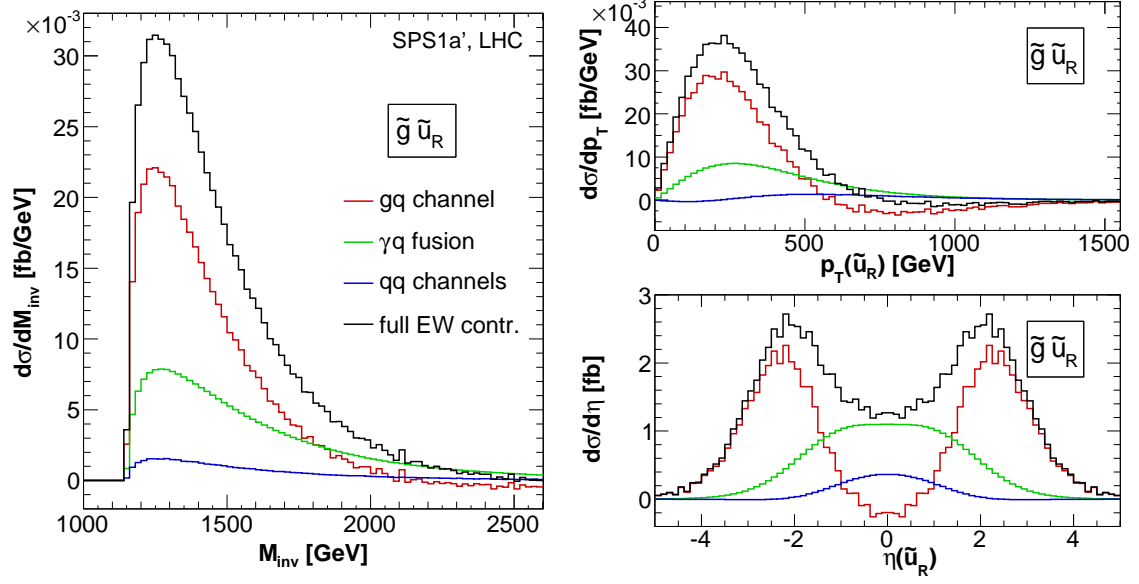 ×10⁻³
dσ/dM_inv [fb/GeV]
30
25
20
15
10
5
0
SPS1a', LHC
g̃ ũ_R
gq channel
γq fusion
qq channels
full EW contr.
1000 1500 2000 2500
M_inv [GeV]
×10⁻³
dσ/dp_T [fb/GeV]
40
30
20
10
0
g̃ ũ_R
0 500 1000 1500
p_T(ũ_R) [GeV]
dσ/dη [fb]
3
2
1
0
g̃ ũ_R
-4 -2 0 2 4
η(ũ_R)